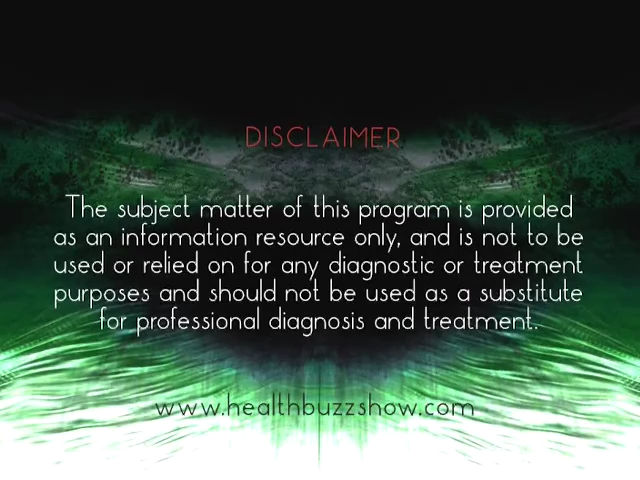 DISCLAIMER
The subject matter of this program is provided
as an information resource only, and is not to be
used or relied on for any diagnostic or treatment
purposes and should not be used as a substitute
for professional diagnosis and treatment.
www.healthbuzzshow.com